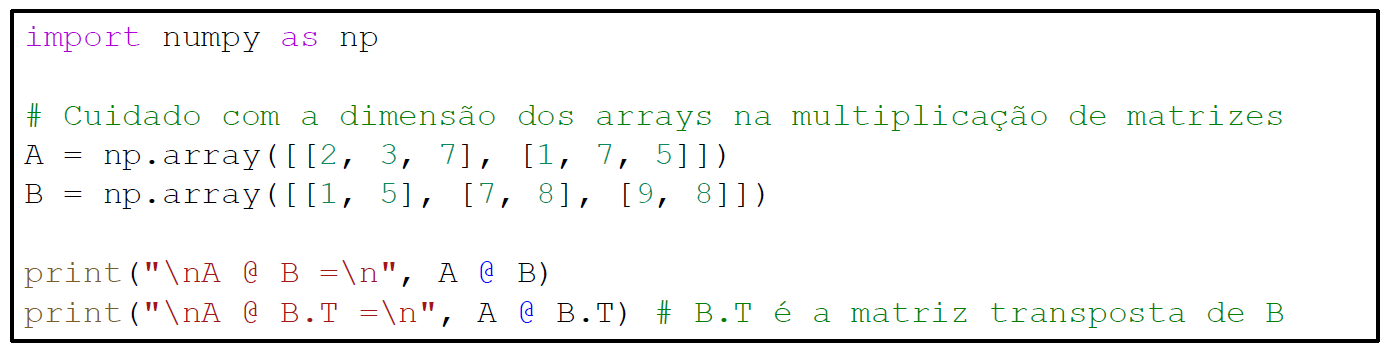 import numpy as np
# Cuidado com a dimensão dos arrays na multiplicação de matrizes
A = np.array([[2, 3, 7], [1, 7, 5]])
B = np.array([[1, 5], [7, 8], [9, 8]])
print("\nA @ B =\n", A @ B)
print("\nA @ B.T =\n", A @ B.T) # B.T é a matriz transposta de B